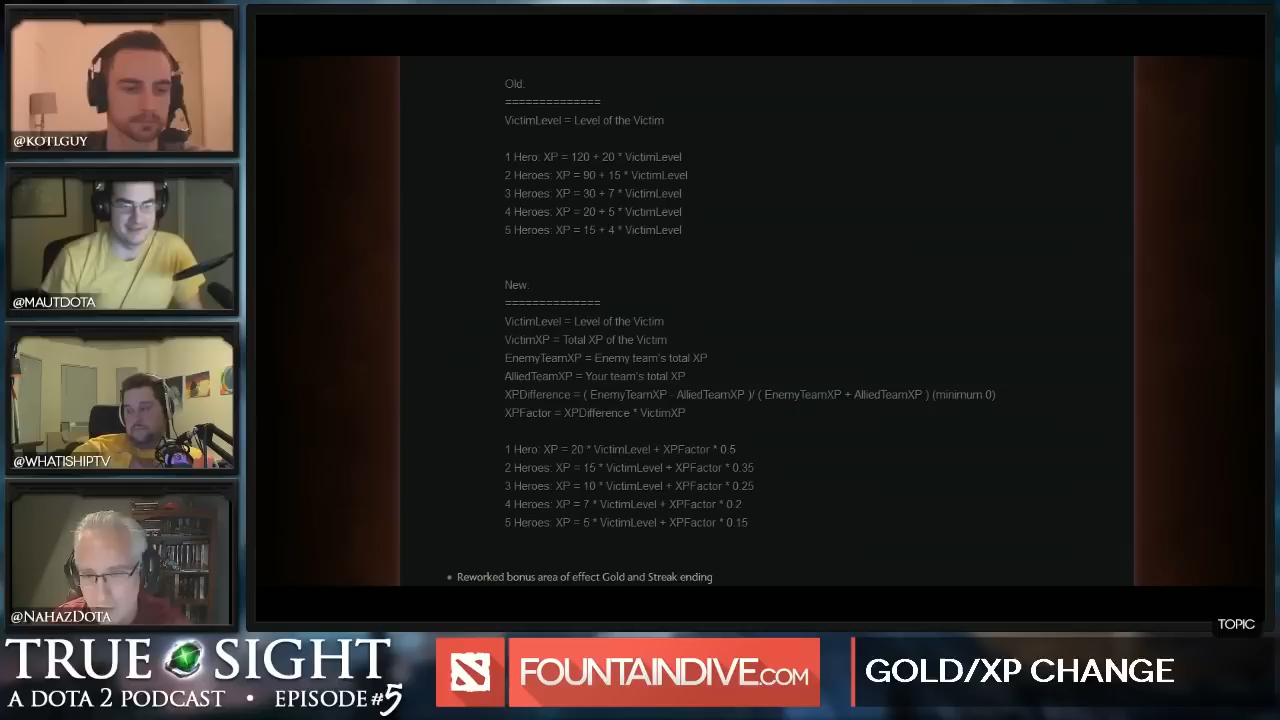 @KOTLGUY
@MAUTDOTA
@WHATISHIPTV
@NAHAZDOTA
Old:
==============
VictimLevel = Level of the Victim
1 Hero: XP = 120 + 20 * VictimLevel
2 Heroes: XP = 90 + 15 * VictimLevel
3 Heroes: XP = 30 + 7 * VictimLevel
4 Heroes: XP = 20 + 5 * VictimLevel
5 Heroes: XP = 15 + 4 * VictimLevel
New:
==============
VictimLevel = Level of the Victim
VictimXP = Total XP of the Victim
EnemyTeamXP = Enemy team's total XP
AlliedTeamXP = Your team's total XP
XPDifference = ( EnemyTeamXP - AlliedTeamXP )/ ( EnemyTeamXP + AlliedTeamXP ) (minimum 0)
XPFactor = XPDifference * VictimXP
1 Hero: XP = 20 * VictimLevel + XPFactor * 0.5
2 Heroes: XP = 15 * VictimLevel + XPFactor * 0.35
3 Heroes: XP = 10 * VictimLevel + XPFactor * 0.25
4 Heroes: XP = 7 * VictimLevel + XPFactor * 0.2
5 Heroes: XP = 5 * VictimLevel + XPFactor * 0.15
• Reworked bonus area of effect Gold and Streak ending
TOPIC
TRUE SIGHT
A DOTA 2 PODCAST • EPISODE #5
FOUNTAINDIVE.COM
GOLD/XP CHANGE